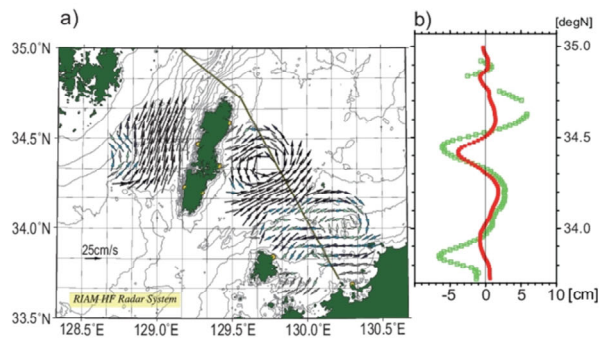 a)
35.0°N
34.5°N
34.0°N
33.5°N
25cm/s
RIAM HF Radar System
128.5°E
129.0°E
129.5°E
130.0°E
130.5°E
b)
[degN]
35.0
34.5
34.0
-5
0
5
10
[cm]